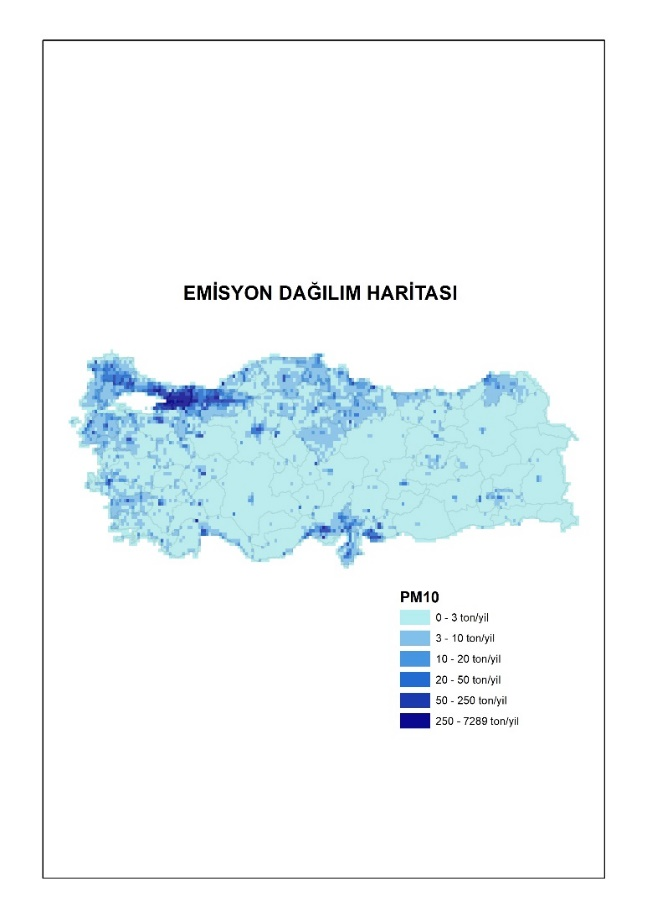 EMİSYON DAĞILIM HARİTASI
PM10
0 - 3 ton/yil
3 - 10 ton/yil
10 - 20 ton/yil
20 - 50 ton/yil
50 - 250 ton/yil
250 - 7289 ton/yil